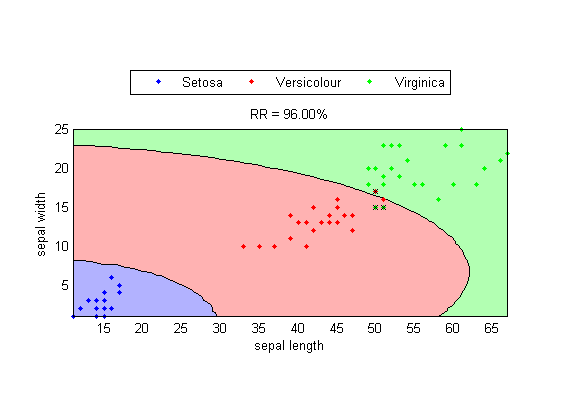 Setosa Versicolour Virginica
RR = 96.00%
25
20
15
10
5
sepal width
15 20 25 30 35 40 45 50 55 60 65
sepal length